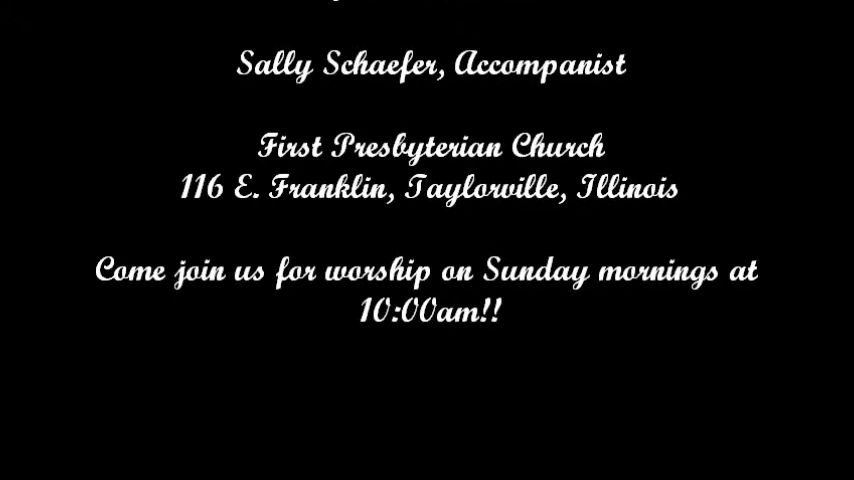 Sally Schaefer, Accompanist
First Presbyterian Church
116 E. Franklin, Taylorville, Illinois
Come join us for worship on Sunday mornings at
10:00am!!